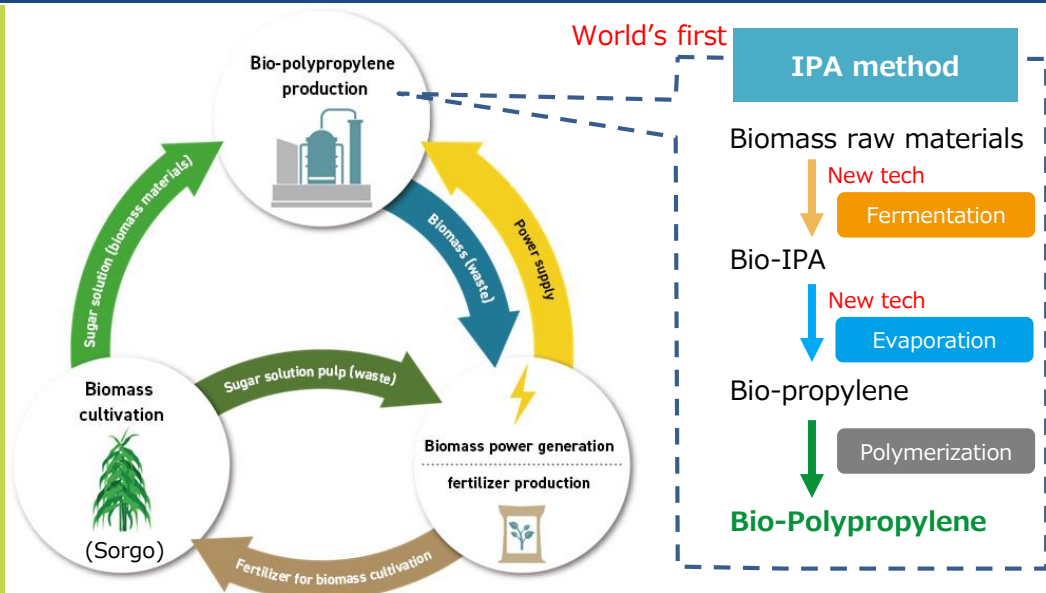 World's first
IPA method
Bio-polypropylene
production
Sugar solution (biomass materials)
Biomass (waste)
Power supply
Biomass
cultivation
(Sorgo)
Sugar solution pulp (waste)
Biomass power generation
fertilizer production
Fertilizer for biomass cultivation
Biomass raw materials
New tech
Fermentation
Bio-IPA
New tech
Evaporation
Bio-propylene
Polymerization
Bio-Polypropylene